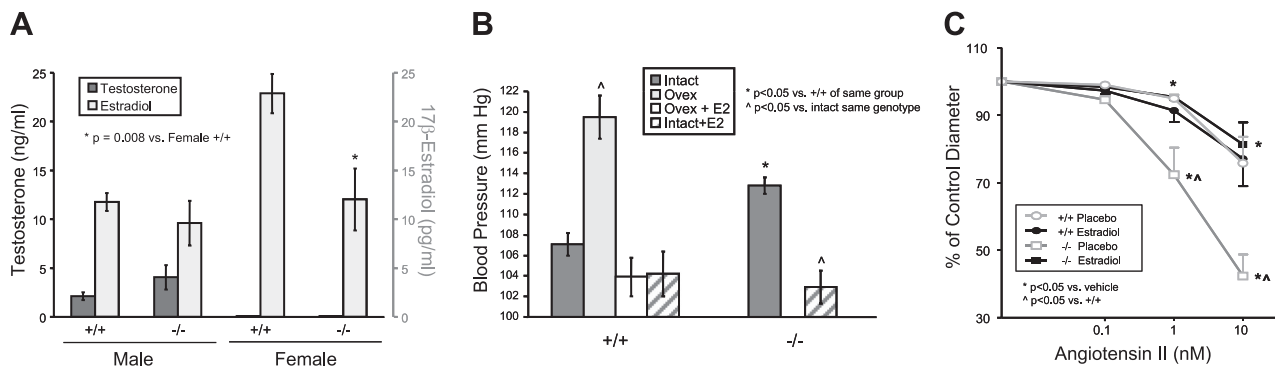 A
Testosterone (ng/ml)
25
20
15
10
5
0
Testosterone
Estradiol
* p = 0.008 vs. Female +/+
*
25
20
15
10
5
0
17β-Estradiol (pg/ml)
+/+
-/-
+/+
-/-
Male
Female
B
Blood Pressure (mm Hg)
122
120
118
116
114
112
110
108
106
104
102
100
^
*
^
Intact
Ovex
Ovex + E2
Intact+E2
* p<0.05 vs. +/+ of same group
^ p<0.05 vs. intact same genotype
+/+
-/-
C
% of Control Diameter
110
90
70
50
30
*
*
*^
*^
+/+ Placebo
+/+ Estradiol
-/- Placebo
-/- Estradiol
* p<0.05 vs. vehicle
^ p<0.05 vs. +/+
0.1
1
10
Angiotensin II (nM)